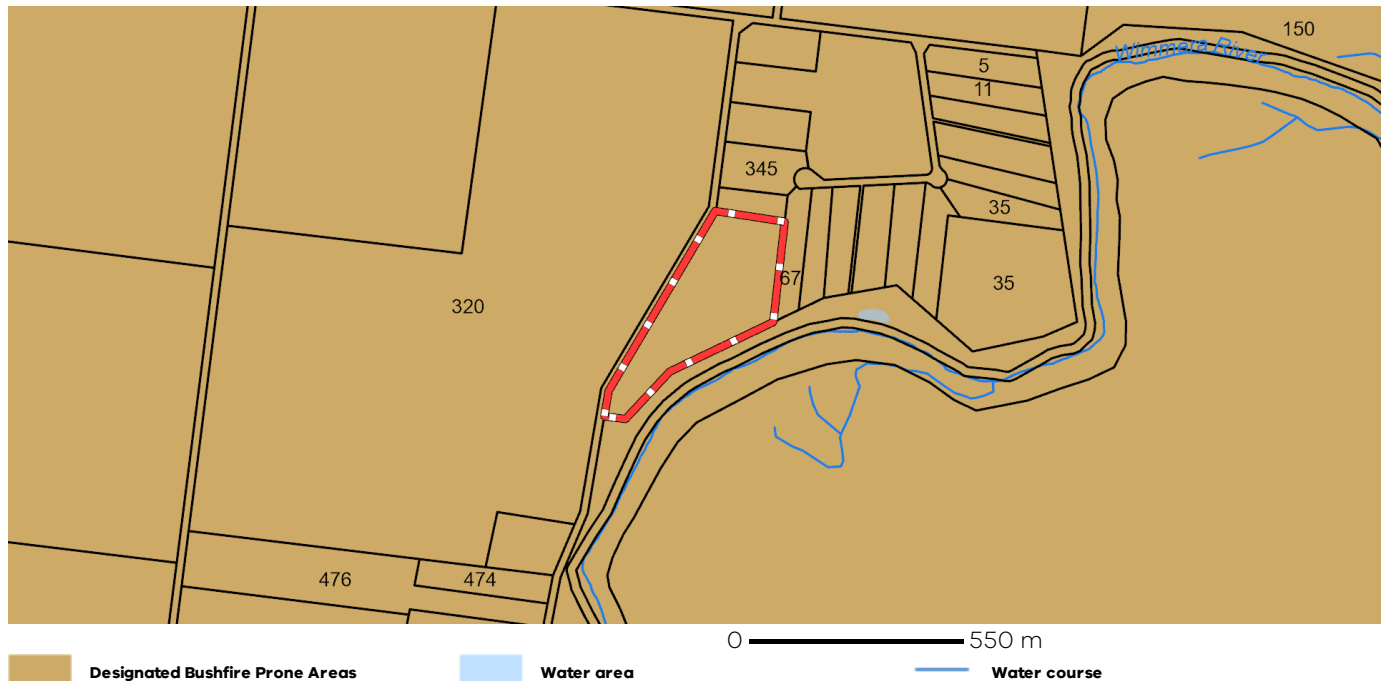 150
Wimmera River
5
11
345
35
67
35
320
476
474
0 550 m
Designated Bushfire Prone Areas
Water area
Water course